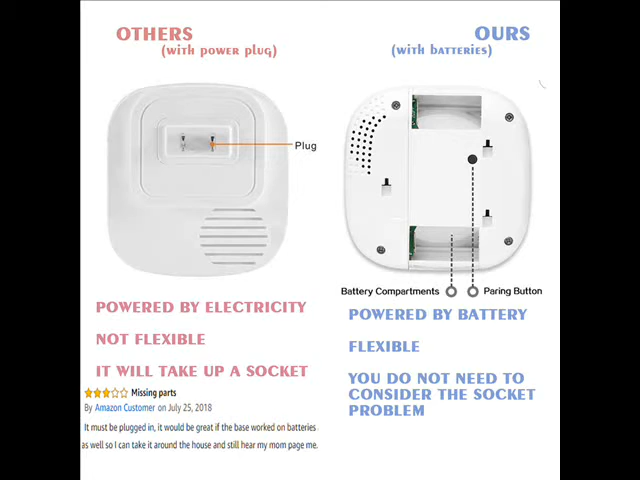 OTHERS
(with power plug)
Plug
POWERED BY ELECTRICITY
NOT FLEXIBLE
IT WILL TAKE UP A SOCKET
Missing parts
By Amazon Customer on July 25, 2018
It must be plugged in, it would be great if the base worked on batteries
as well so I can take it around the house and still hear my mom page me.
OURS
(with batteries)
Battery Compartments
Paring Button
POWERED BY BATTERY
FLEXIBLE
YOU DO NOT NEED TO
CONSIDER THE SOCKET
PROBLEM